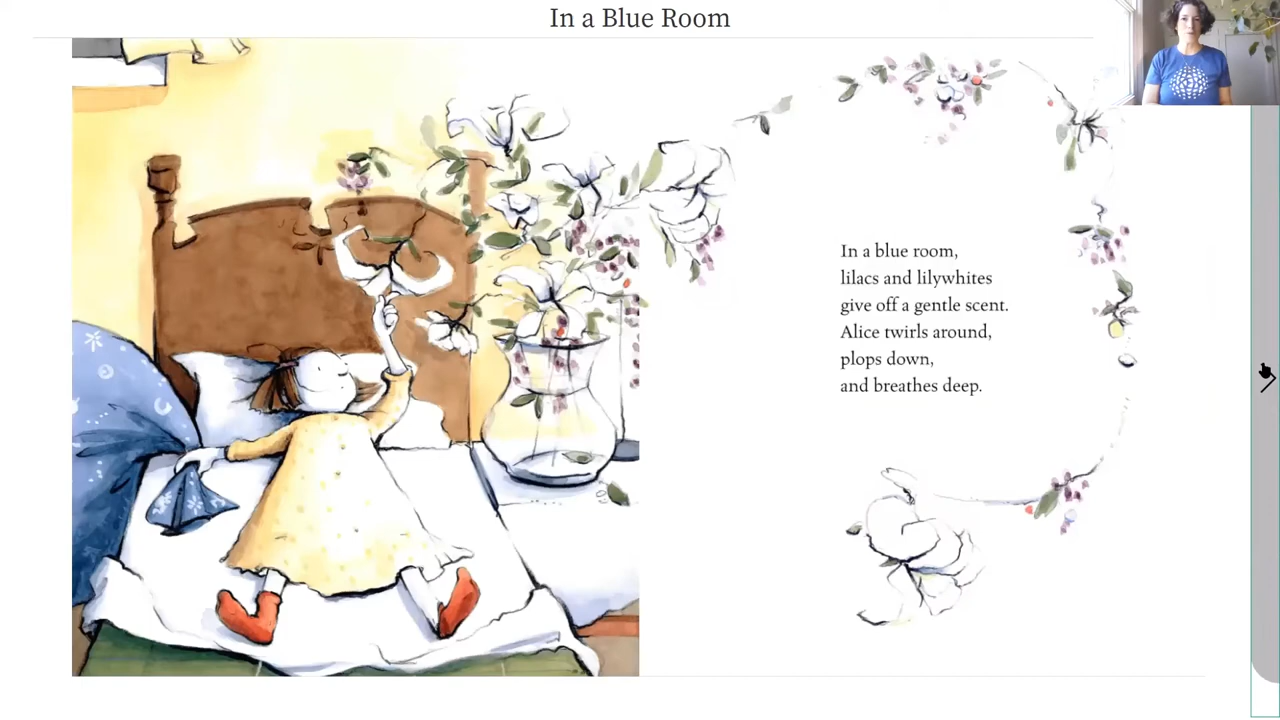 In a Blue Room
In a blue room,
lilacs and lilywhites
give off a gentle scent.
Alice twirls around,
plops down,
and breathes deep.